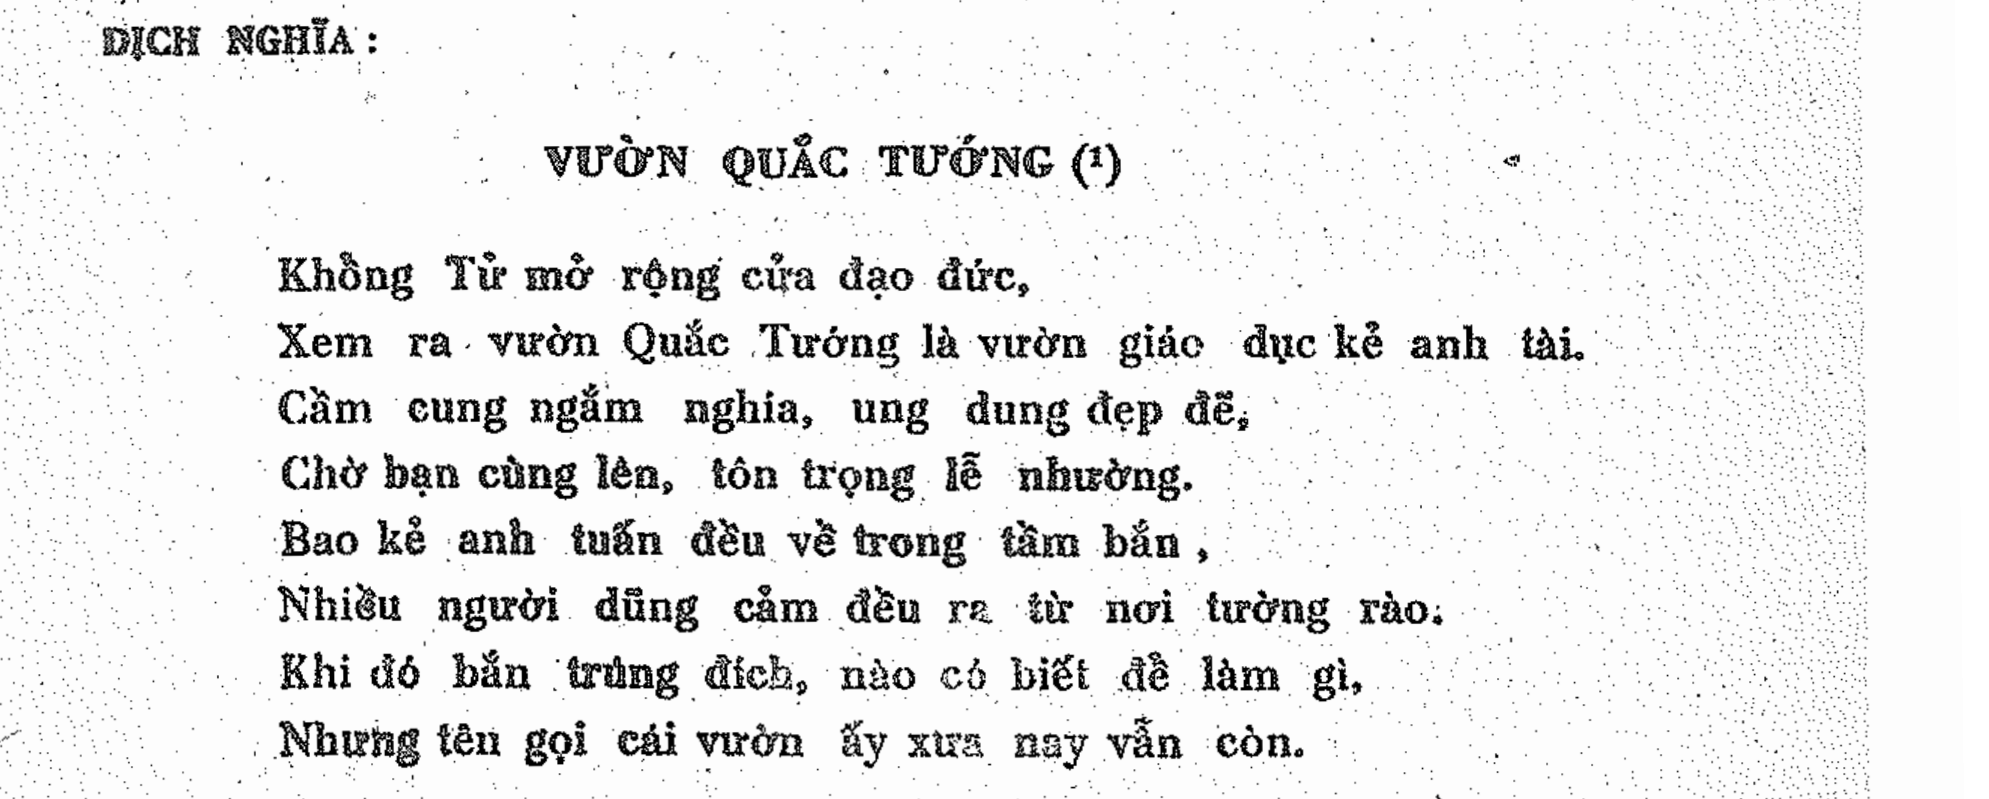 DỊCH NGHĨA :
VƯỜN QUẮC TƯỚNG (¹)
Khổng Tử mở rộng cửa đạo đức,
Xem ra vườn Quắc Tướng là vườn giáo dục kẻ anh tài.
Cầm cung ngắm nghía, ung dung đẹp đẽ,
Chờ bạn cùng lên, tôn trọng lễ nhường.
Bao kẻ anh tuấn đều về trong tầm bắn ,
Nhiều người dũng cảm đều ra từ nơi tường rào.
Khi đó bắn trúng đích, nào có biết để làm gì,
Nhưng tên gọi cái vườn ấy xưa nay vẫn còn.